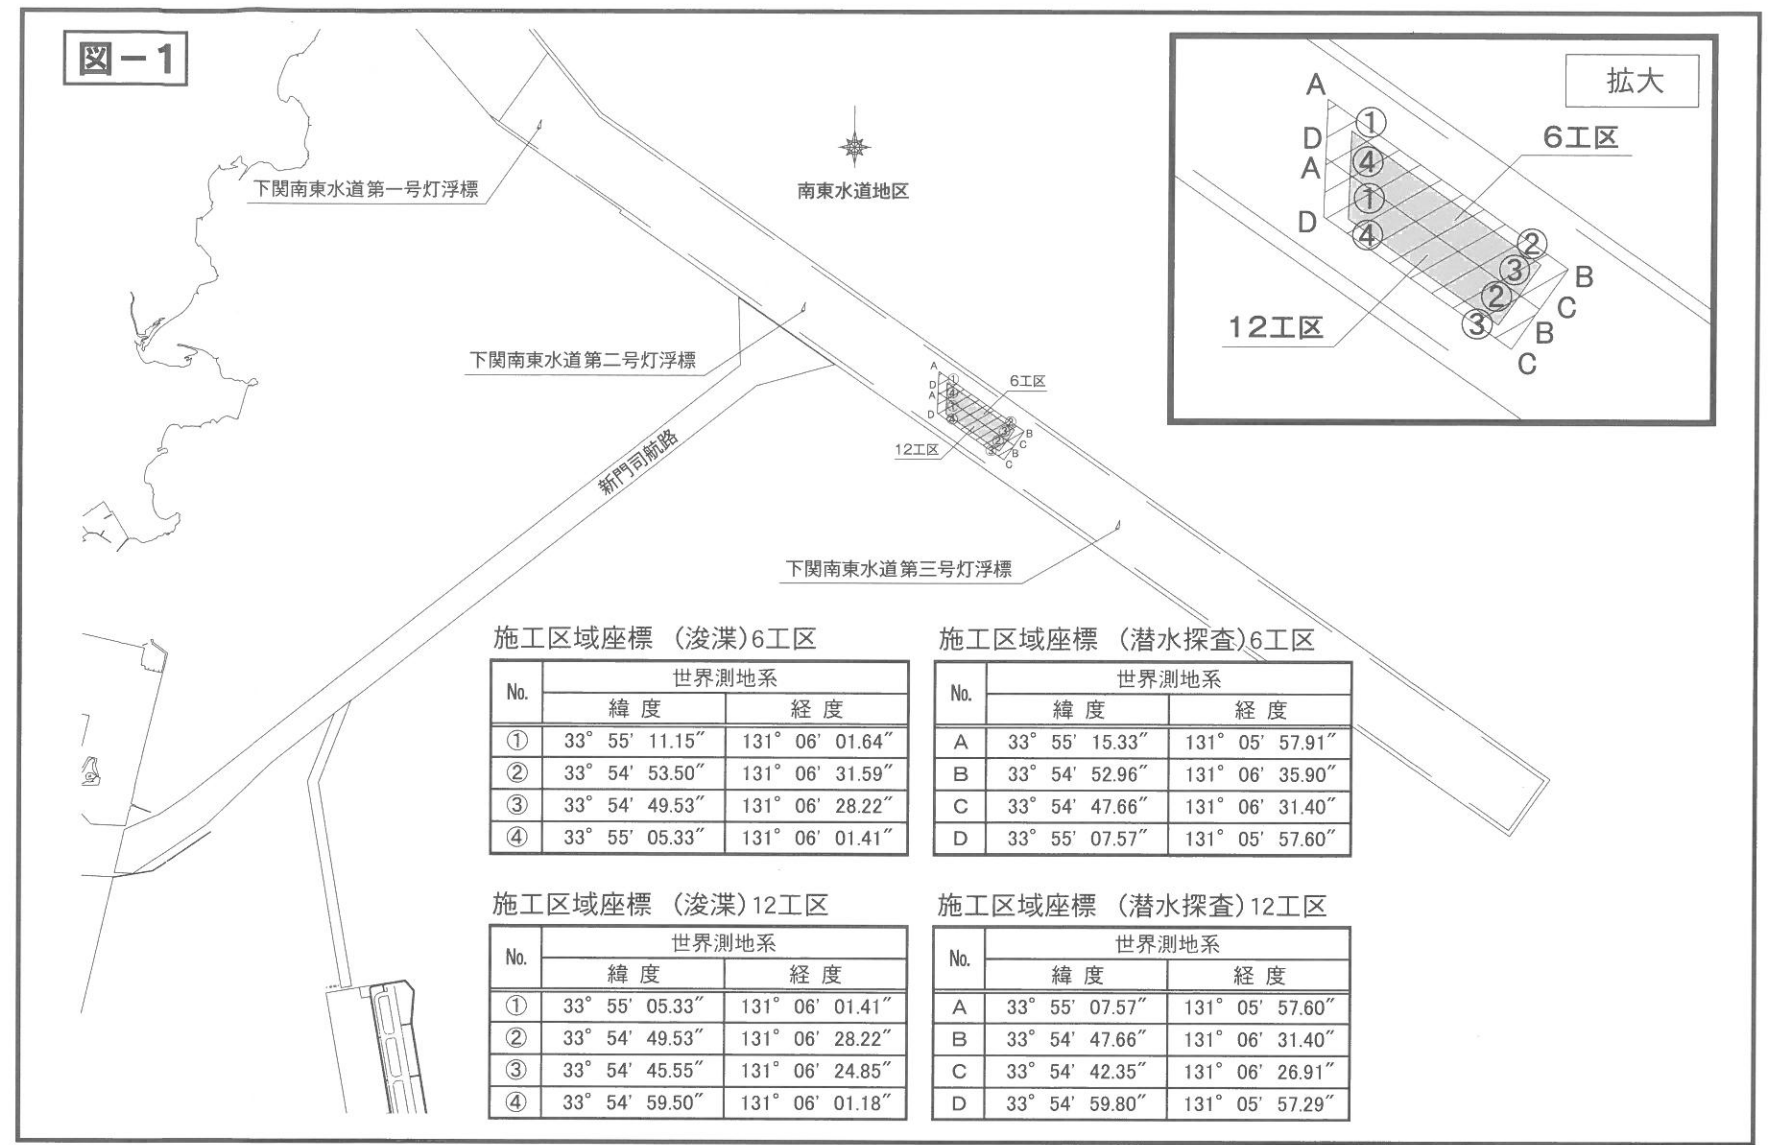 図-1
拡大
A
①
D
④
A
①
D
④
6工区
②
③
B
②
C
③
B
C
12工区
南東水道地区
下関南東水道第一号灯浮標
下関南東水道第二号灯浮標
A
①
D
④
A
①
D
④
6工区
②
③
B
②
C
③
B
C
12工区
新門司航路
下関南東水道第三号灯浮標
施工区域座標 (浚渫)6工区
No. 世界測地系
緯度 経度
① 33° 55' 11.15" 131° 06' 01.64"
② 33° 54' 53.50" 131° 06' 31.59"
③ 33° 54' 49.53" 131° 06' 28.22"
④ 33° 55' 05.33" 131° 06' 01.41"
施工区域座標 (潜水探査)6工区
No. 世界測地系
緯度 経度
A 33° 55' 15.33" 131° 05' 57.91"
B 33° 54' 52.96" 131° 06' 35.90"
C 33° 54' 47.66" 131° 06' 31.40"
D 33° 55' 07.57" 131° 05' 57.60"
施工区域座標 (浚渫)12工区
No. 世界測地系
緯度 経度
① 33° 55' 05.33" 131° 06' 01.41"
② 33° 54' 49.53" 131° 06' 28.22"
③ 33° 54' 45.55" 131° 06' 24.85"
④ 33° 54' 59.50" 131° 06' 01.18"
施工区域座標 (潜水探査)12工区
No. 世界測地系
緯度 経度
A 33° 55' 07.57" 131° 05' 57.60"
B 33° 54' 47.66" 131° 06' 31.40"
C 33° 54' 42.35" 131° 06' 26.91"
D 33° 54' 59.80" 131° 05' 57.29"